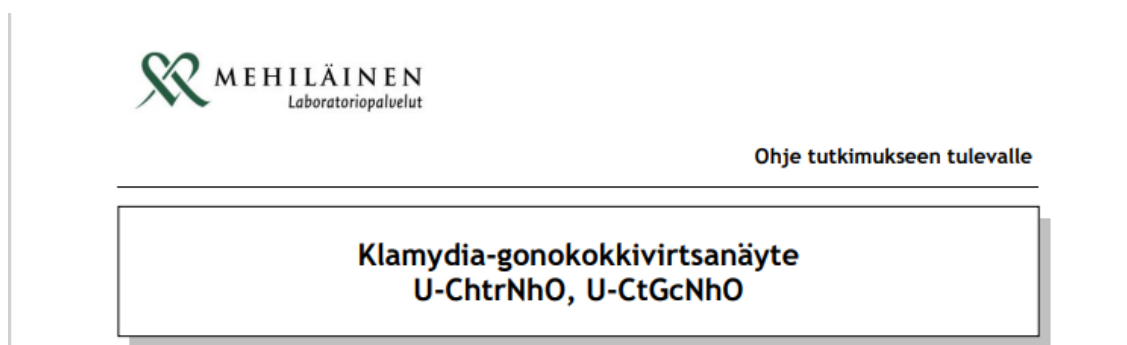 MEHILÄINEN
Laboratoriopalvelut
Ohje tutkimukseen tulevalle
Klamydia-gonokokkivirtsanäyte
U-ChtrNhO, U-CtGcNhO